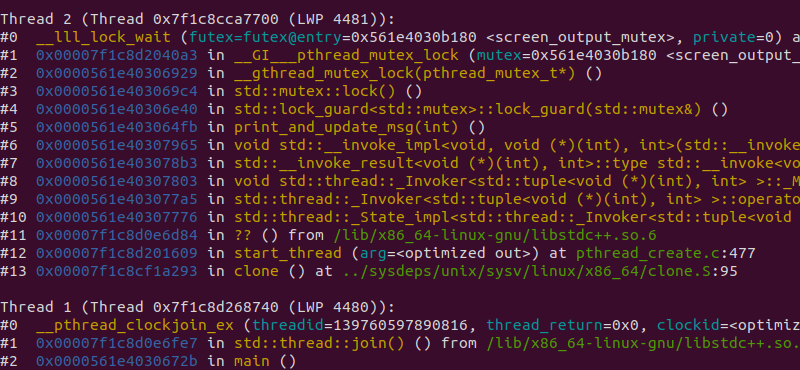 Thread 2 (Thread 0x7f1c8cca7700 (LWP 4481)):
#0  __lll_lock_wait (futex=futex@entry=0x561e4030b180 <screen_output_mutex>, private=0) a
#1  0x00007f1c8d2040a3 in __GI___pthread_mutex_lock (mutex=0x561e4030b180 <screen_output_
#2  0x0000561e40306929 in __gthread_mutex_lock(pthread_mutex_t*) ()
#3  0x0000561e403069c4 in std::mutex::lock() ()
#4  0x0000561e40306e40 in std::lock_guard<std::mutex>::lock_guard(std::mutex&) ()
#5  0x0000561e403064fb in print_and_update_msg(int) ()
#6  0x0000561e40307965 in void std::__invoke_impl<void, void (*)(int), int>(std::__invoke
#7  0x0000561e403078b3 in std::__invoke_result<void (*)(int), int>::type std::__invoke<vo
#8  0x0000561e40307803 in void std::thread::_Invoker<std::tuple<void (*)(int), int> >::_M
#9  0x0000561e403077a5 in std::thread::_Invoker<std::tuple<void (*)(int), int> >::operato
#10 0x0000561e40307776 in std::thread::_State_impl<std::thread::_Invoker<std::tuple<void
#11 0x00007f1c8d0e6d84 in ?? () from /lib/x86_64-linux-gnu/libstdc++.so.6
#12 0x00007f1c8d201609 in start_thread (arg=<optimized out>) at pthread_create.c:477
#13 0x00007f1c8cf1a293 in clone () at ../sysdeps/unix/sysv/linux/x86_64/clone.S:95
Thread 1 (Thread 0x7f1c8d268740 (LWP 4480)):
#0  __pthread_clockjoin_ex (threadid=139760597890816, thread_return=0x0, clockid=<optimiz
#1  0x00007f1c8d0e6fe7 in std::thread::join() () from /lib/x86_64-linux-gnu/libstdc++.so.
#2  0x0000561e4030672b in main ()